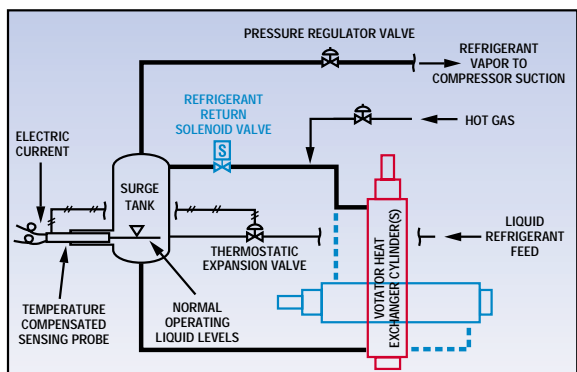 PRESSURE REGULATOR VALVE
REFRIGERANT
VAPOR TO
COMPRESSOR SUCTION
REFRIGERANT
RETURN
SOLENOID VALVE
HOT GAS
ELECTRIC
CURRENT
S
SURGE
TANK
LIQUID
REFRIGERANT
FEED
THERMOSTATIC
EXPANSION VALVE
VOTATOR HEAT
EXCHANGER CYLINDER(S)
TEMPERATURE
COMPENSATED
SENSING PROBE
NORMAL
OPERATING
LIQUID LEVELS